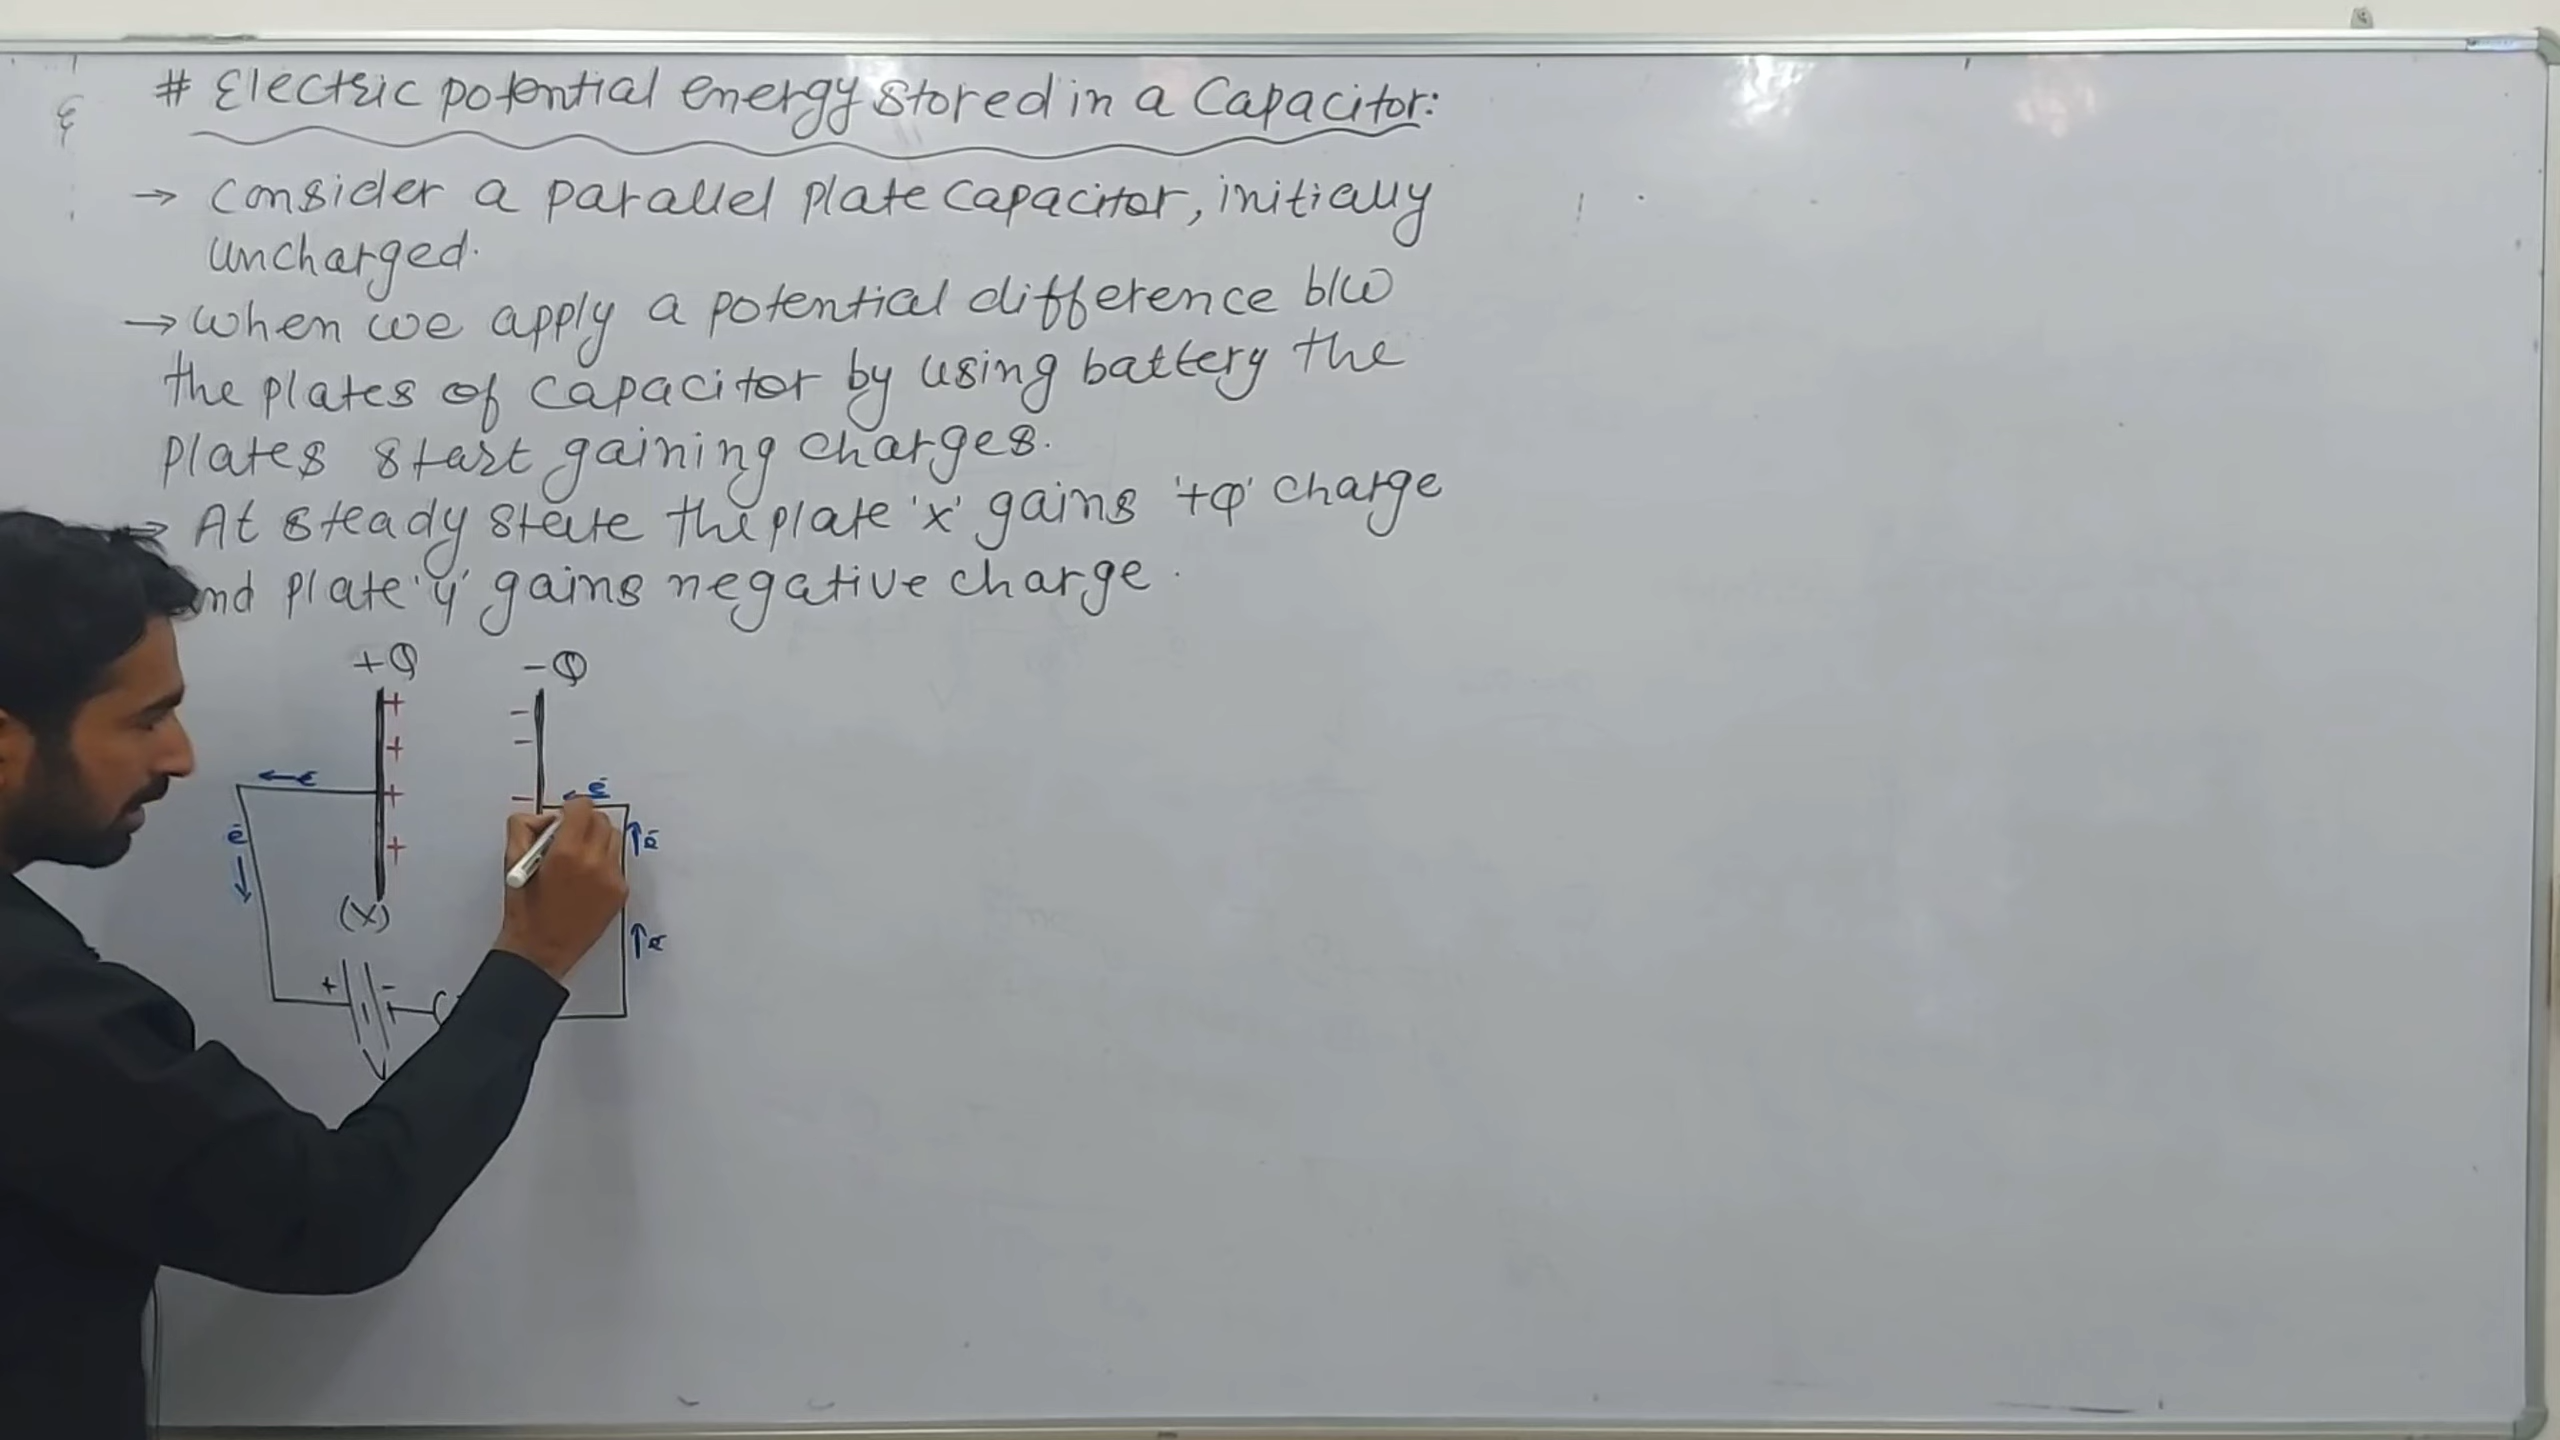 # Electric potential energy stored in a Capacitor:
→ Consider a parallel plate capacitor, initially
uncharged.
→ When we apply a potential difference b/w
the plates of capacitor by using battery the
plates start gaining charges.
→ At steady state the plate 'x' gains '+Q' charge
and plate 'y' gains negative charge.
+Q -Q
+ -
+ -
e e
+ -
e e
+
(X)
e
+ -
V